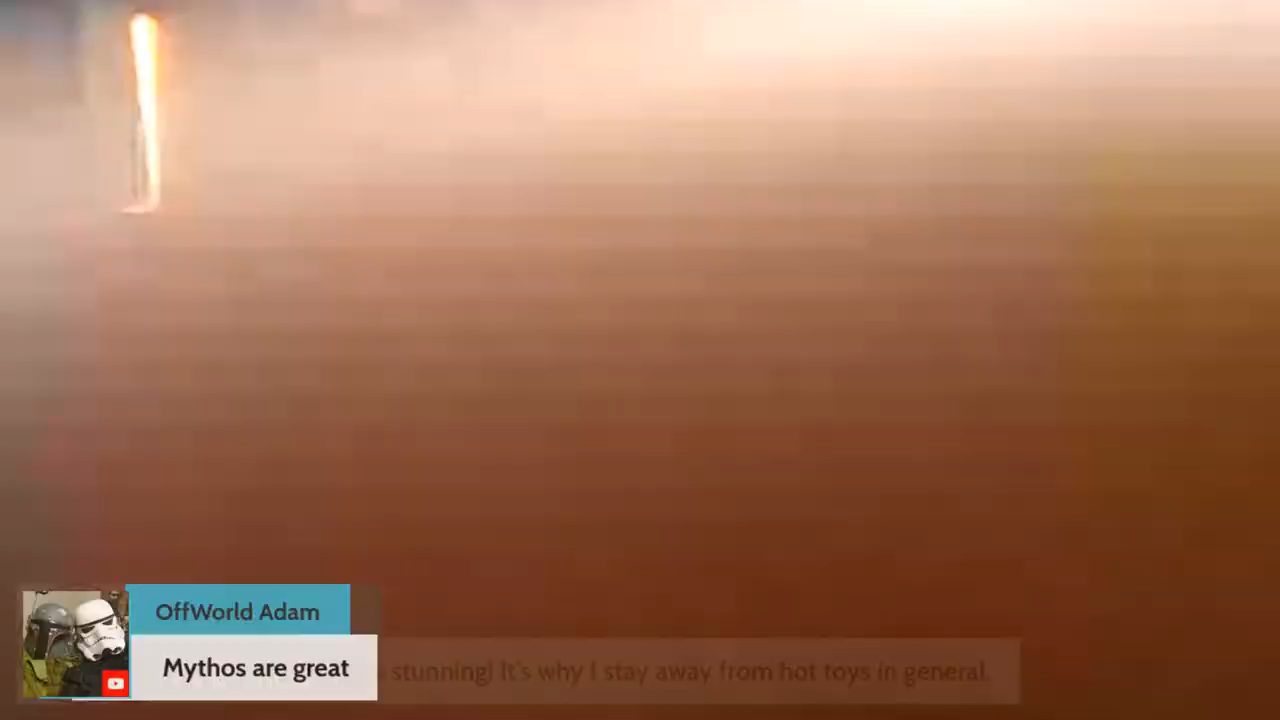 OffWorld Adam
Mythos are great
stunning! It's why I stay away from hot toys in general.